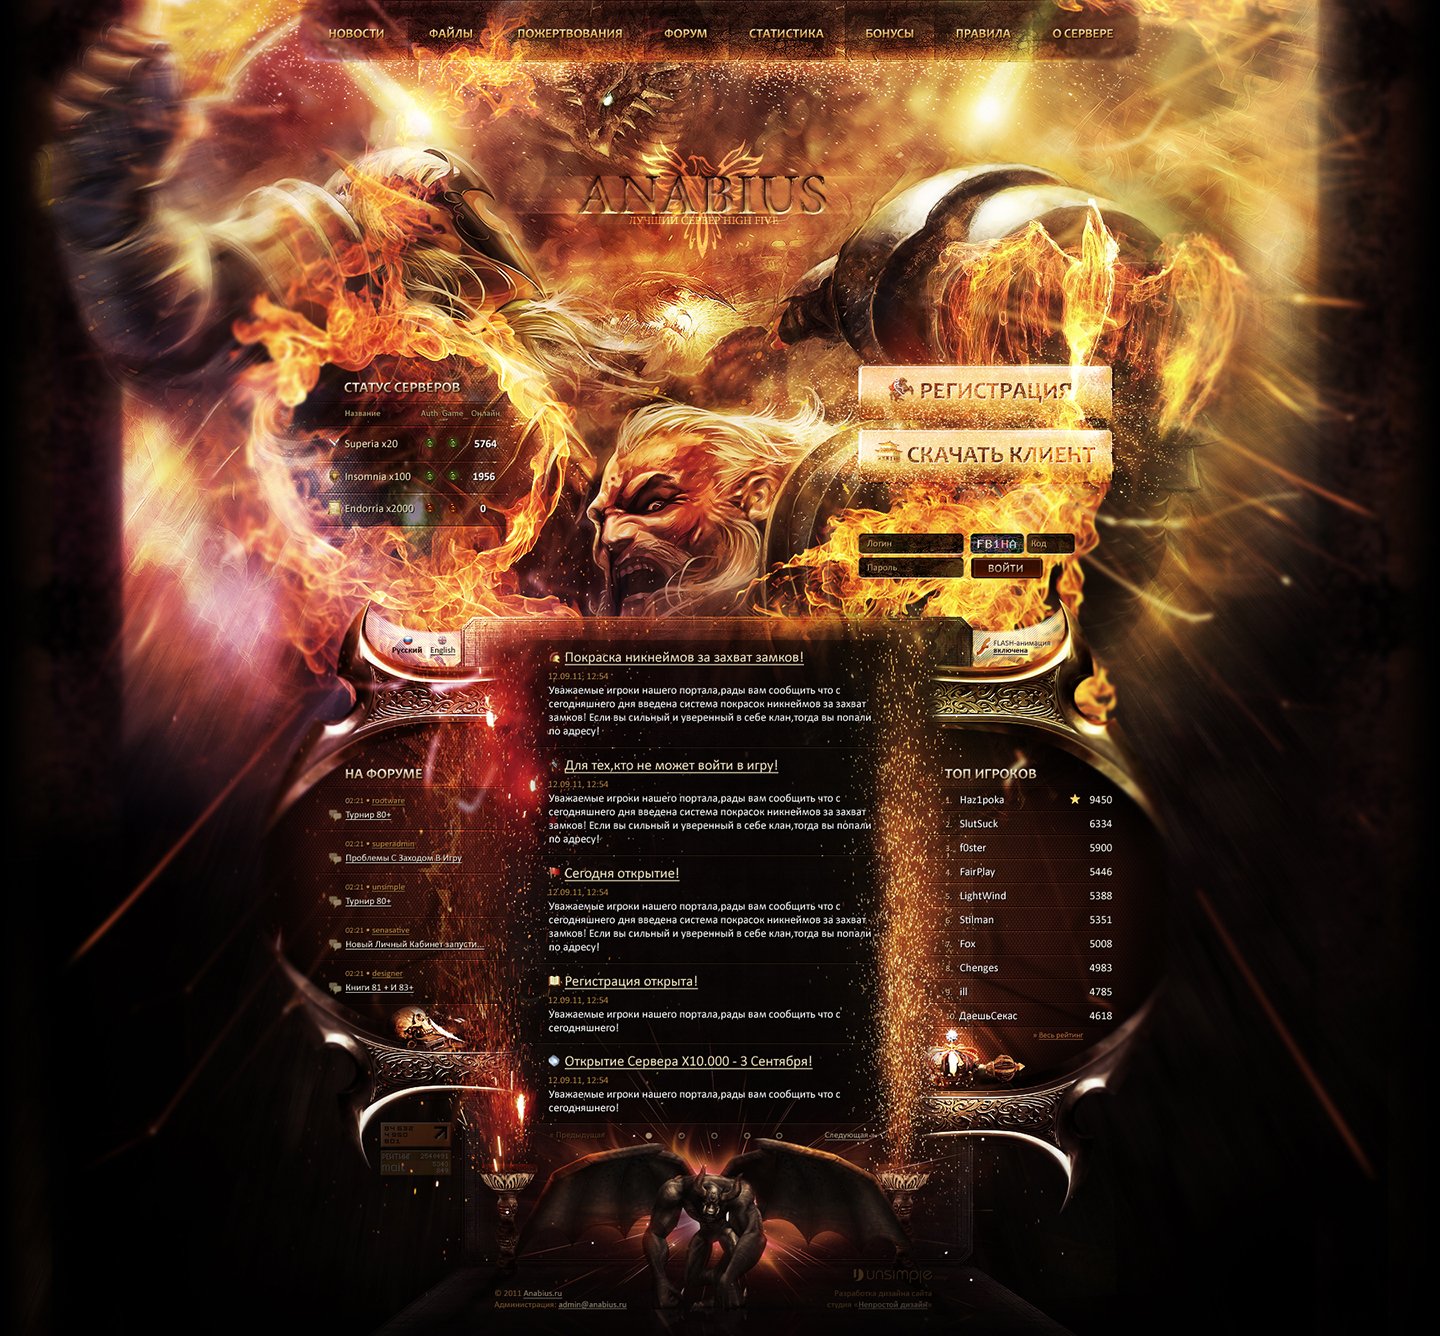 НОВОСТИ ФАЙЛЫ ПОЖЕРТВОВАНИЯ ФОРУМ СТАТИСТИКА БОНУСЫ ПРАВИЛА О СЕРВЕРЕ
ANABIUS
ЛУЧШИЙ СЕРВЕР HIGH FIVE
СТАТУС СЕРВЕРОВ
Название Auth Game Онлайн
Superia x20 5764
Insomnia x100 1956
Endorria x2000 0
РЕГИСТРАЦИЯ
СКАЧАТЬ КЛИЕНТ
Логин FB1HA Код
Пароль ВОЙТИ
Русский English
FLASH-анимация
включена
Покраска никнеймов за захват замков!
12.09.11, 12:54
Уважаемые игроки нашего портала,рады вам сообщить что с
сегодняшнего дня введена система покрасок никнеймов за захват
замков! Если вы сильный и уверенный в себе клан,тогда вы попали
по адресу!
Для тех,кто не может войти в игру!
12.09.11, 12:54
Уважаемые игроки нашего портала,рады вам сообщить что с
сегодняшнего дня введена система покрасок никнеймов за захват
замков! Если вы сильный и уверенный в себе клан,тогда вы попали
по адресу!
Сегодня открытие!
12.09.11, 12:54
Уважаемые игроки нашего портала,рады вам сообщить что с
сегодняшнего дня введена система покрасок никнеймов за захват
замков! Если вы сильный и уверенный в себе клан,тогда вы попали
по адресу!
Регистрация открыта!
12.09.11, 12:54
Уважаемые игроки нашего портала,рады вам сообщить что с
сегодняшнего!
Открытие Сервера X10.000 - 3 Сентября!
12.09.11, 12:54
Уважаемые игроки нашего портала,рады вам сообщить что с
сегодняшнего!
« Предыдущая Следующая »
НА ФОРУМЕ
02:21 • rootware
Турнир 80+
02:21 • superadmin
Проблемы С Заходом В Игру
02:21 • unsimple
Турнир 80+
02:21 • senasative
Новый Личный Кабинет запусти...
02:21 • designer
Книги 81 + И 83+
ТОП ИГРОКОВ
1. Haz1poka 9450
2. SlutSuck 6334
3. f0ster 5900
4. FairPlay 5446
5. LightWind 5388
6. Stilman 5351
7. Fox 5008
8. Chenges 4983
9. ill 4785
10. ДаешьСекас 4618
» Весь рейтинг
РЕЙТИНГ
mail
unsimple
© 2011 Anabius.ru
Администрация: admin@anabius.ru
Разработка дизайна сайта
студия «Непростой дизайн»